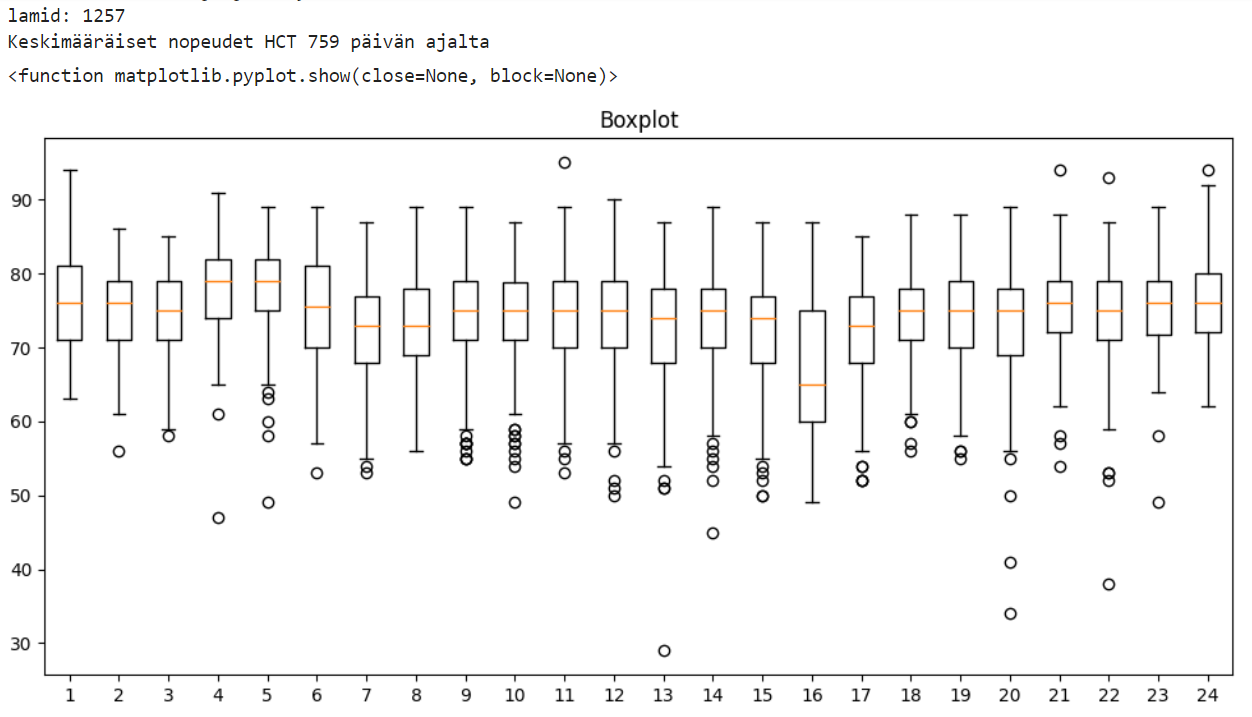 lamid: 1257
Keskimääräiset nopeudet HCT 759 päivän ajalta
<function matplotlib.pyplot.show(close=None, block=None)>
Boxplot
90
80
70
60
50
40
30
1 2 3 4 5 6 7 8 9 10 11 12 13 14 15 16 17 18 19 20 21 22 23 24